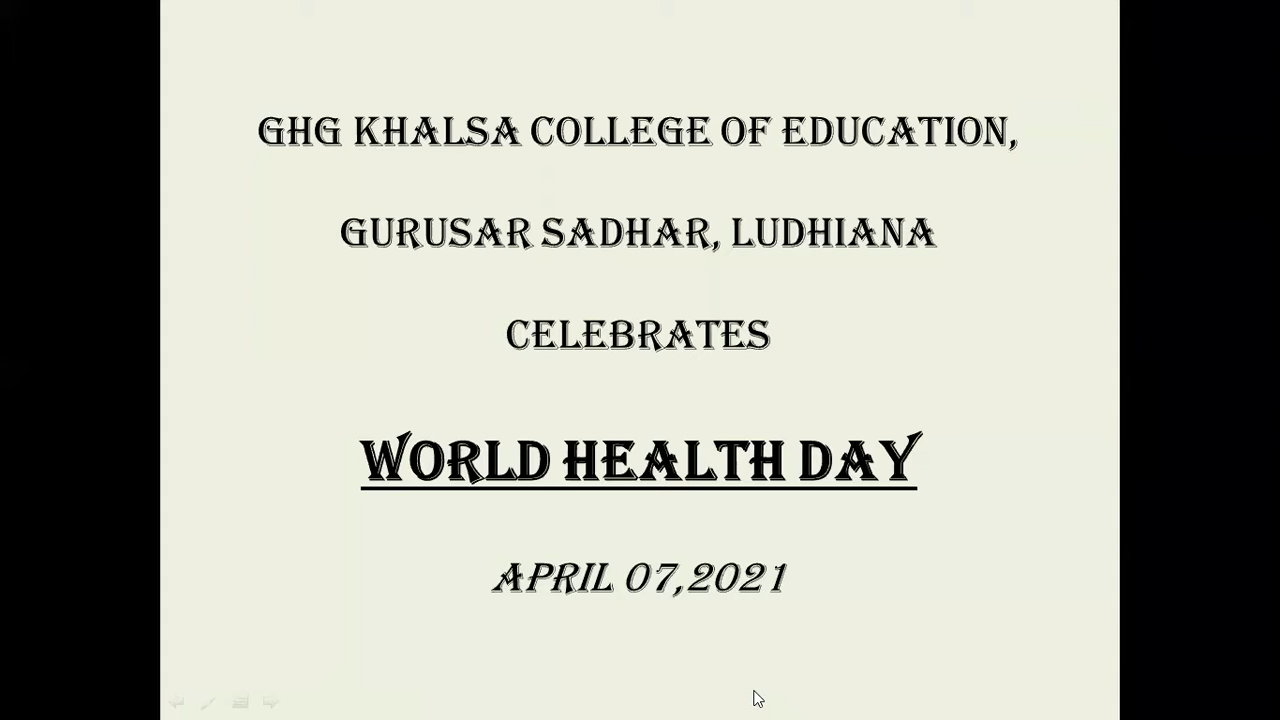 GHG KHALSA COLLEGE OF EDUCATION,
GURUSAR SADHAR, LUDHIANA
CELEBRATES
WORLD HEALTH DAY
APRIL 07,2021